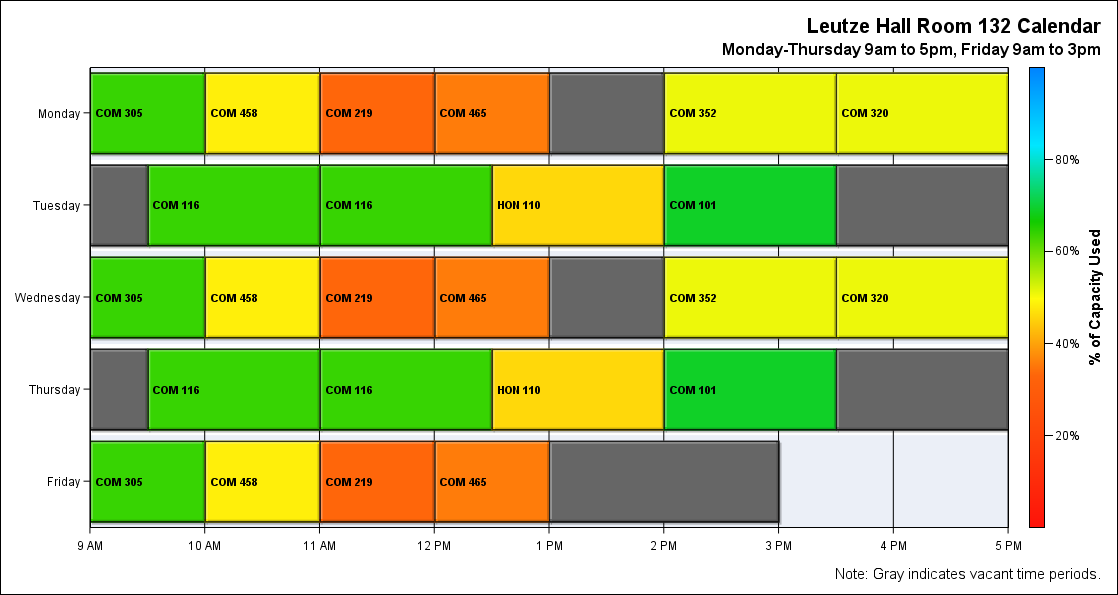 Leutze Hall Room 132 Calendar
Monday-Thursday 9am to 5pm, Friday 9am to 3pm
Monday
COM 305
COM 458
COM 219
COM 465
COM 352
COM 320
Tuesday
COM 116
COM 116
HON 110
COM 101
Wednesday
COM 305
COM 458
COM 219
COM 465
COM 352
COM 320
Thursday
COM 116
COM 116
HON 110
COM 101
Friday
COM 305
COM 458
COM 219
COM 465
9 AM
10 AM
11 AM
12 PM
1 PM
2 PM
3 PM
4 PM
5 PM
80%
60%
40%
20%
% of Capacity Used
Note: Gray indicates vacant time periods.